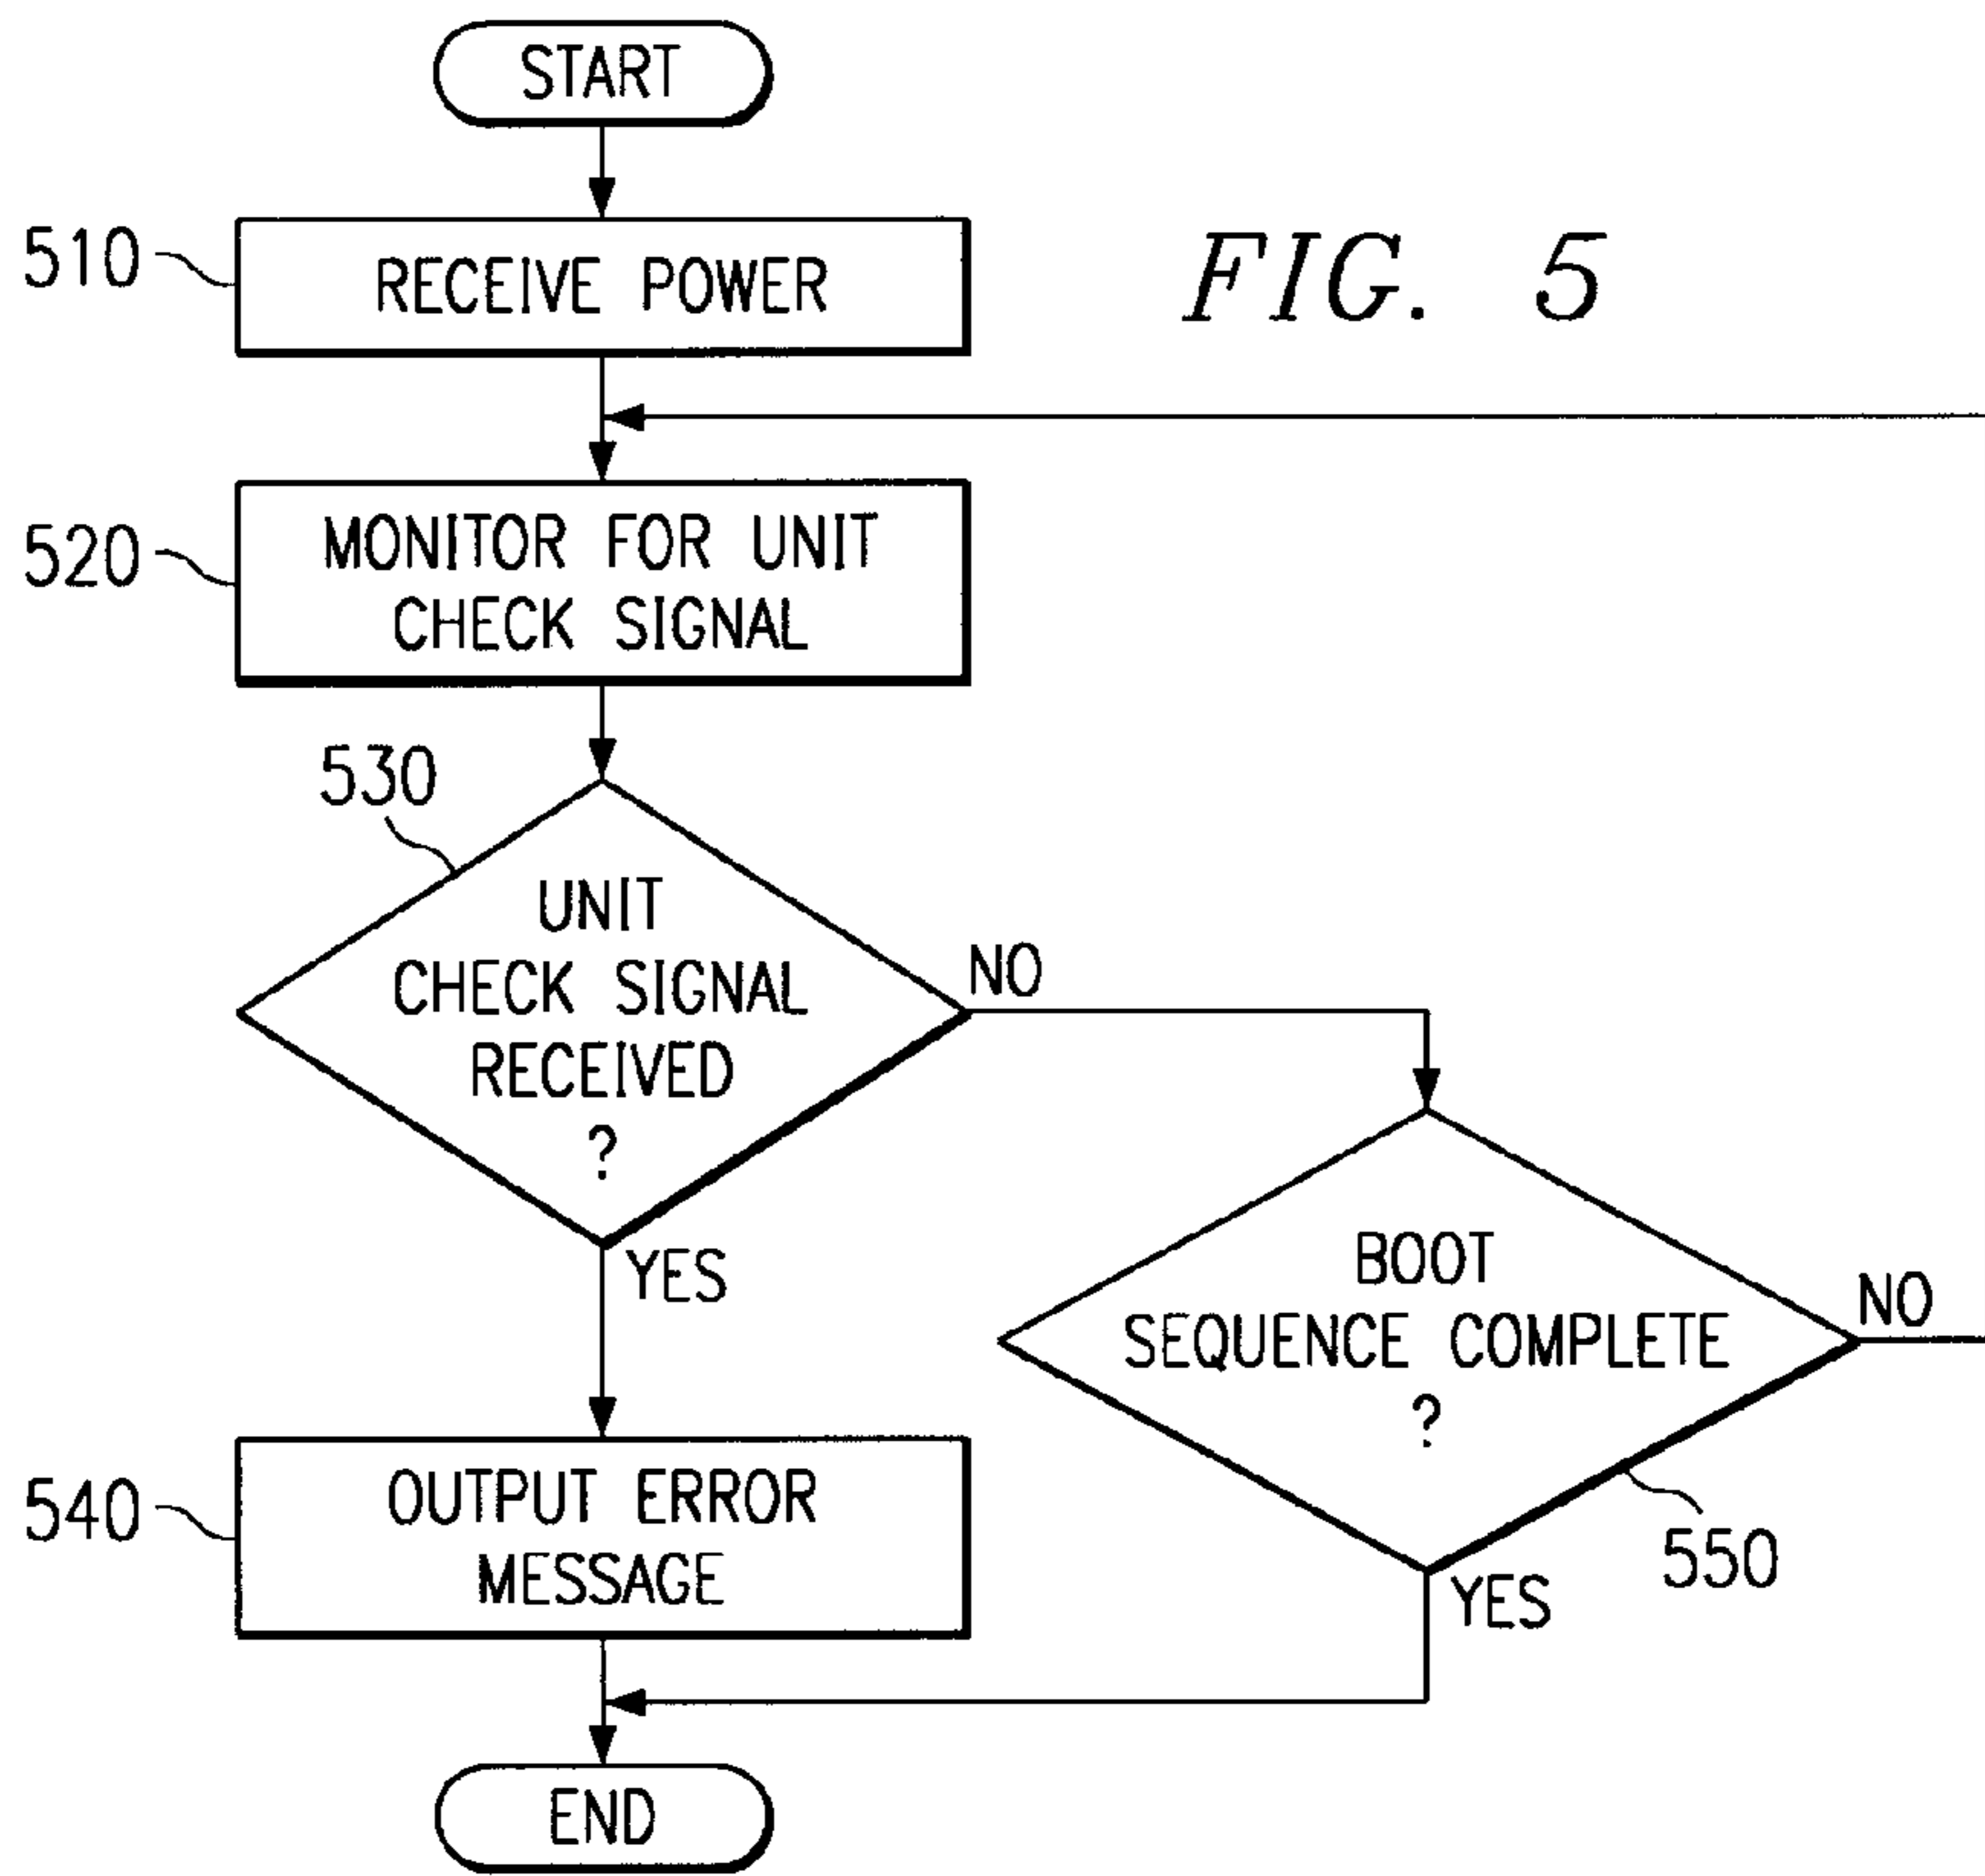 START
510
RECEIVE POWER
FIG. 5
520
MONITOR FOR UNIT
CHECK SIGNAL
530
UNIT
CHECK SIGNAL
RECEIVED
?
NO
YES
BOOT
SEQUENCE COMPLETE
?
NO
550
YES
540
OUTPUT ERROR
MESSAGE
END